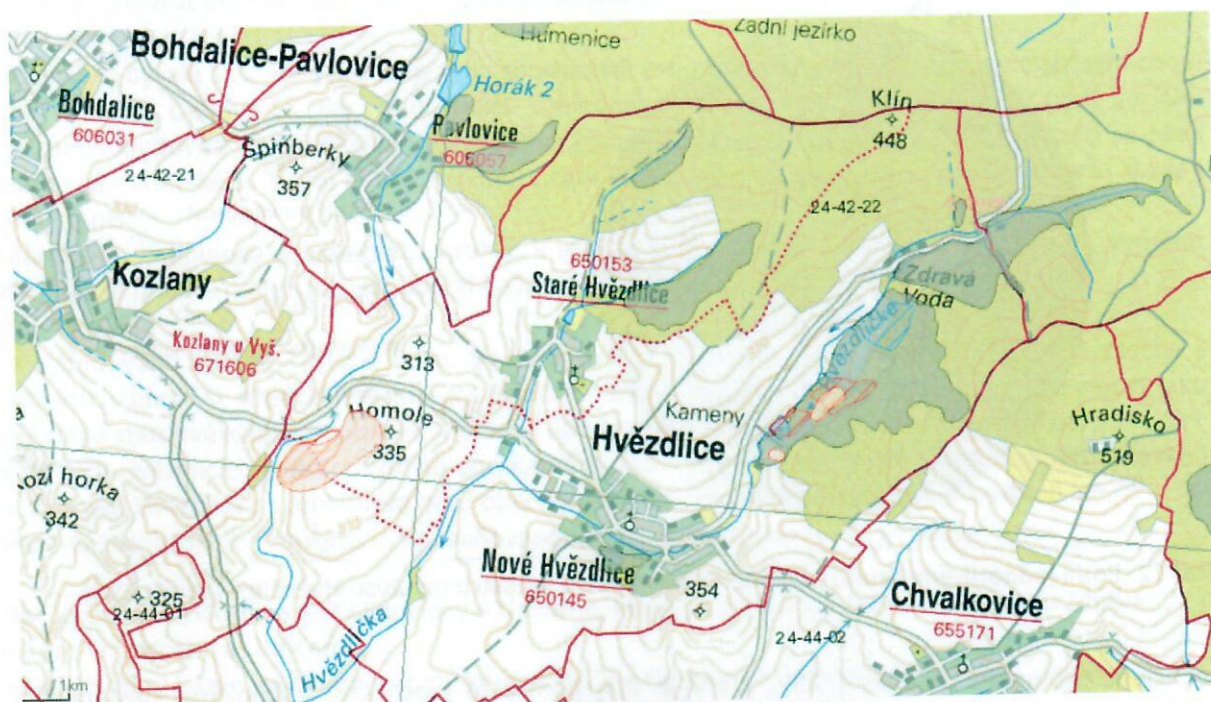 Humenice
Zadní jezírko
Bohdalice-Pavlovice
Horák 2
Klín
448
Bohdalice
606031
Pavlovice
606057
Špinberky
357
24-42-21
24-42-22
650153
Staré Hvězdlice
Zdravá
Voda
Kozlany
Kozlany u Vyš.
671606
313
Hvězdlička
Homole
335
Kameny
Hvězdlice
Hradisko
519
Kozí horka
342
Nové Hvězdlice
650145
354
Chvalkovice
655171
325
24-44-01
24-44-02
Hvězdlička
1km